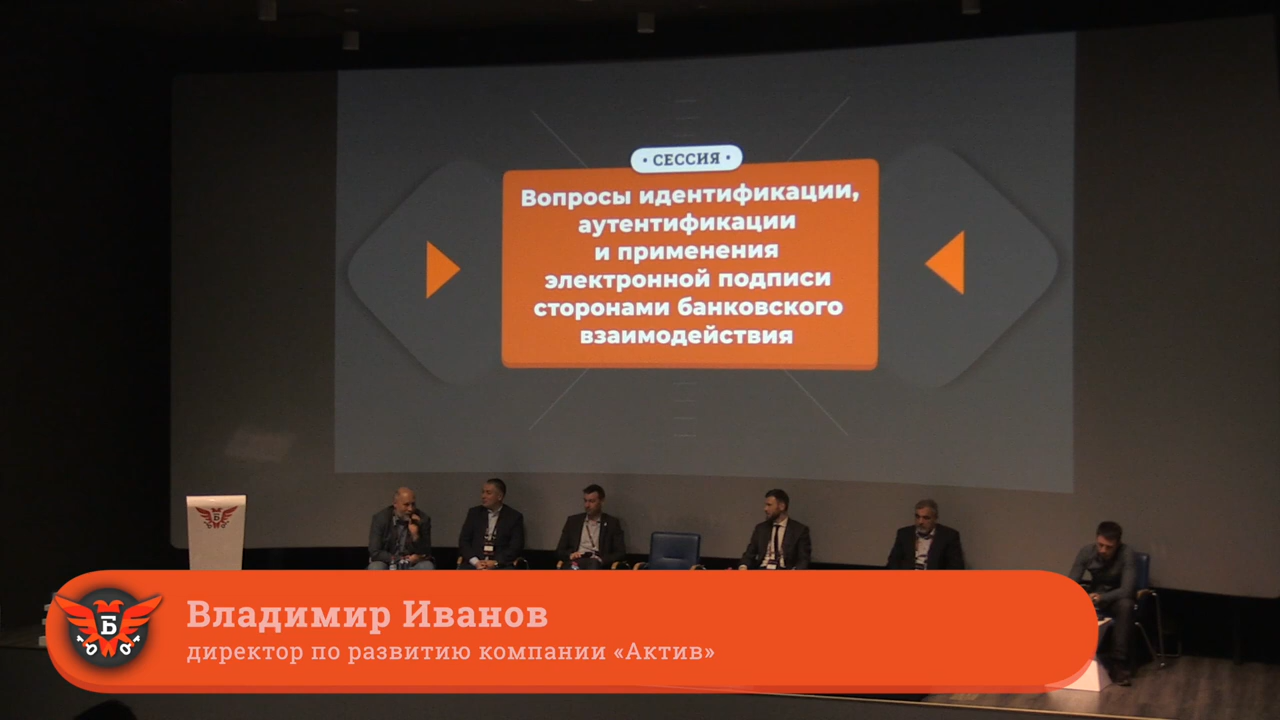 • СЕССИЯ •
Вопросы идентификации,
аутентификации
и применения
электронной подписи
сторонами банковского
взаимодействия
Б
Б
Владимир Иванов
директор по развитию компании «Актив»